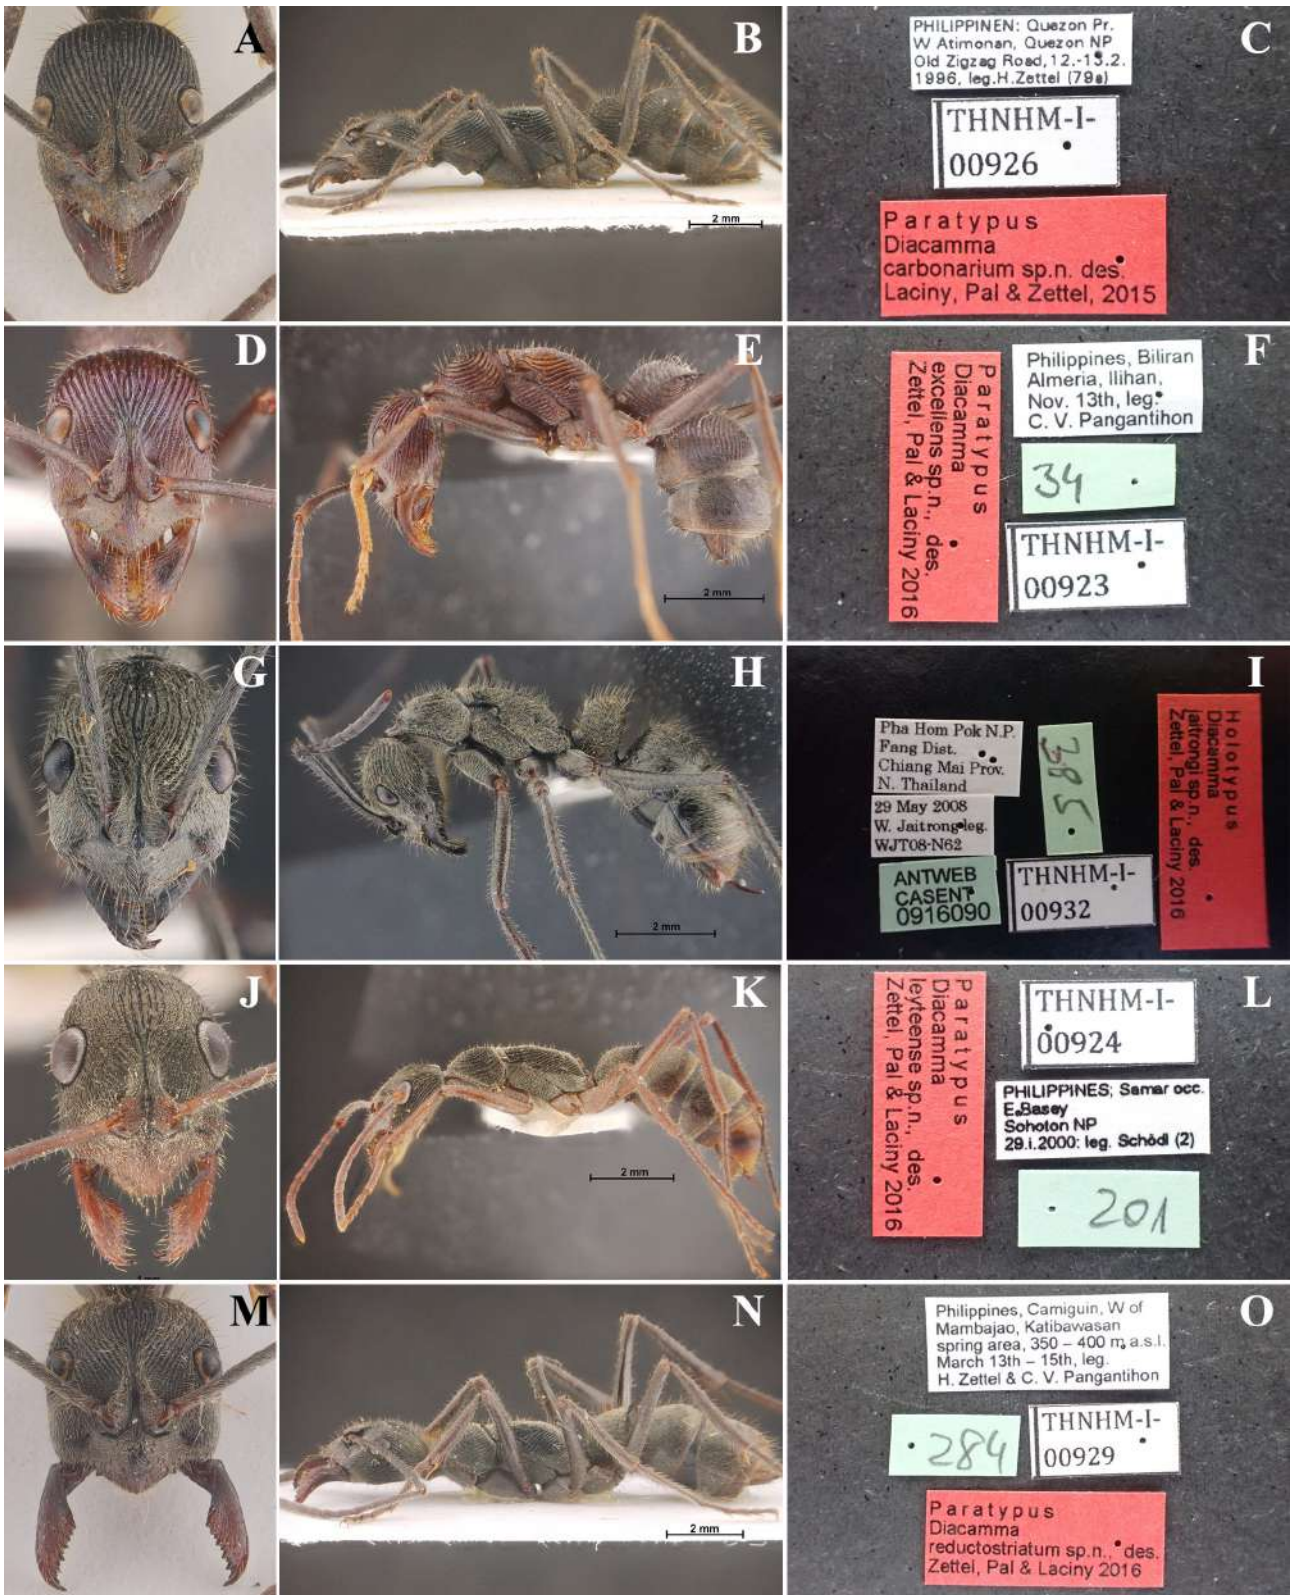 A
B
2 mm
C
PHILIPPINEN: Quezon Pr.
W Atimonan, Quezon NP
Old Zigzag Road, 12.-13.2.
1996, leg.H.Zettel (79a)
THNHM-I-
00926
Paratypus
Diacamma
carbonarium sp.n. des.
Laciny, Pal & Zettel, 2015
D
E
2 mm
F
Paratypus
Diacamma
excellens sp.n., des.
Zettel, Pal & Laciny 2016
Philippines, Biliran
Almeria, Ilihan,
Nov. 13th, leg.
C. V. Pangantihon
34
THNHM-I-
00923
G
H
2 mm
I
Pha Hom Pok N.P.
Fang Dist.
Chiang Mai Prov.
N. Thailand
29 May 2008
W. Jaitrong leg.
WJT08-N62
ANTWEB
CASENT
0916090
385
THNHM-I-
00932
Holotypus
Diacamma
jaitrongi sp.n., des.
Zettel, Pal & Laciny 2016
J
K
2 mm
L
Paratypus
Diacamma
leyteense sp.n., des.
Zettel, Pal & Laciny 2016
THNHM-I-
00924
PHILIPPINES; Samar occ.
E.Basey
Sohoton NP
29.i.2000: leg. Schödl (2)
201
M
N
2 mm
O
Philippines, Camiguin, W of
Mambajao, Katibawasan
spring area, 350 – 400 m a.s.l.
March 13th – 15th, leg.
H. Zettel & C. V. Pangantihon
284
THNHM-I-
00929
Paratypus
Diacamma
reductostriatum sp.n., des.
Zettel, Pal & Laciny 2016